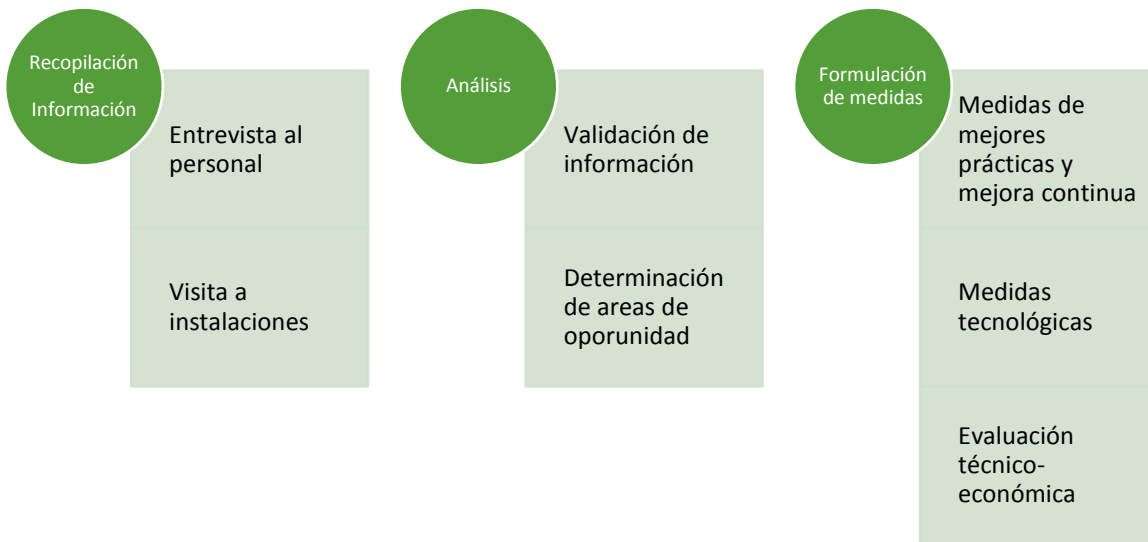 Recopilación
de
Información
Entrevista al
personal
Visita a
instalaciones
Análisis
Validación de
información
Determinación
de areas de
oporunidad
Formulación
de medidas
Medidas de
mejores
prácticas y
mejora continua
Medidas
tecnológicas
Evaluación
técnico-
económica